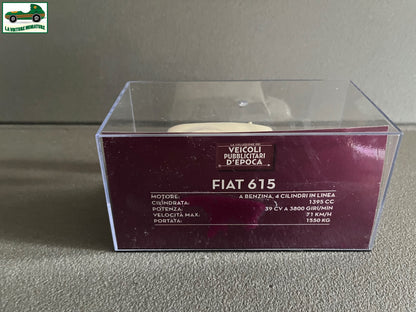 LA VOITURE MINIATURE
LA COLLEZIONE DEI
VEICOLI
PUBBLICITARI
D'EPOCA
FIAT 615
MOTORE: A BENZINA, 4 CILINDRI IN LINEA
CILINDRATA: 1395 CC
POTENZA: 39 CV A 3800 GIRI/MIN
VELOCITÀ MAX: 71 KM/H
PORTATA: 1550 KG